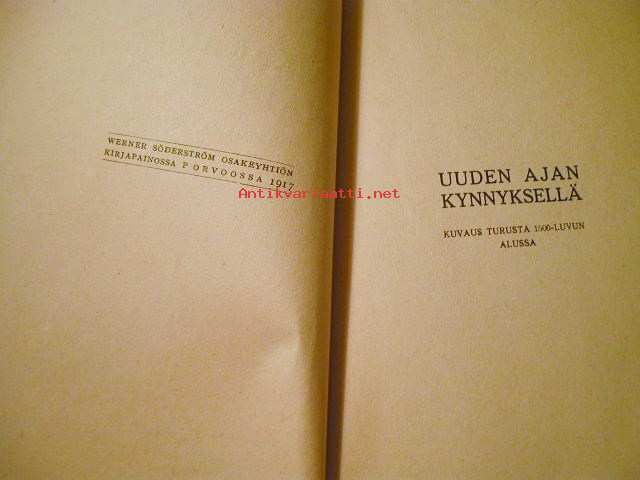 WERNER SÖDERSTRÖM OSAKEYHTIÖN
KIRJAPAINOSSA PORVOOSSA 1917
Antikvariaatti.net
UUDEN AJAN
KYNNYKSELLÄ
KUVAUS TURUSTA 1500-LUVUN
ALUSSA